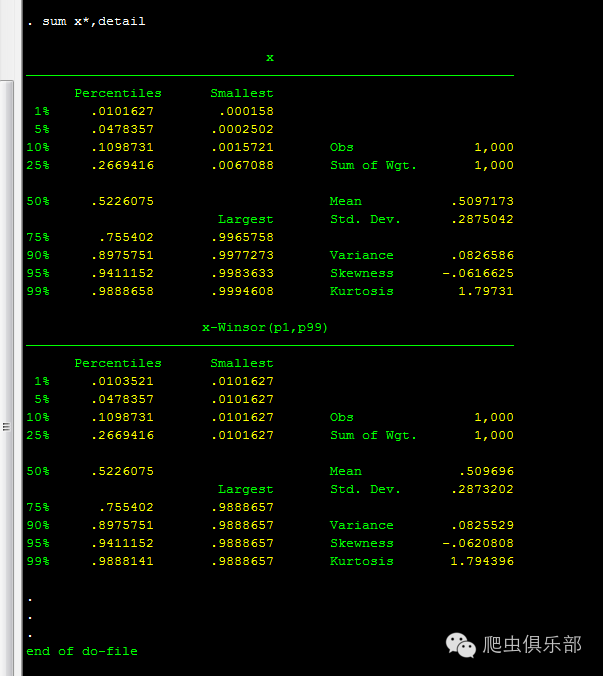 . sum x*,detail
x
Percentiles Smallest
1% .0101627 .000158
5% .0478357 .0002502
10% .1098731 .0015721 Obs 1,000
25% .2669416 .0067088 Sum of Wgt. 1,000
50% .5226075 Mean .5097173
Largest Std. Dev. .2875042
75% .755402 .9965758
90% .8975751 .9977273 Variance .0826586
95% .9411152 .9983633 Skewness -.0616625
99% .9888658 .9994608 Kurtosis 1.79731
x-Winsor(p1,p99)
Percentiles Smallest
1% .0103521 .0101627
5% .0478357 .0101627
10% .1098731 .0101627 Obs 1,000
25% .2669416 .0101627 Sum of Wgt. 1,000
50% .5226075 Mean .509696
Largest Std. Dev. .2873202
75% .755402 .9888657
90% .8975751 .9888657 Variance .0825529
95% .9411152 .9888657 Skewness -.0620808
99% .9888141 .9888657 Kurtosis 1.794396
.
.
.
end of do-file
爬虫俱乐部